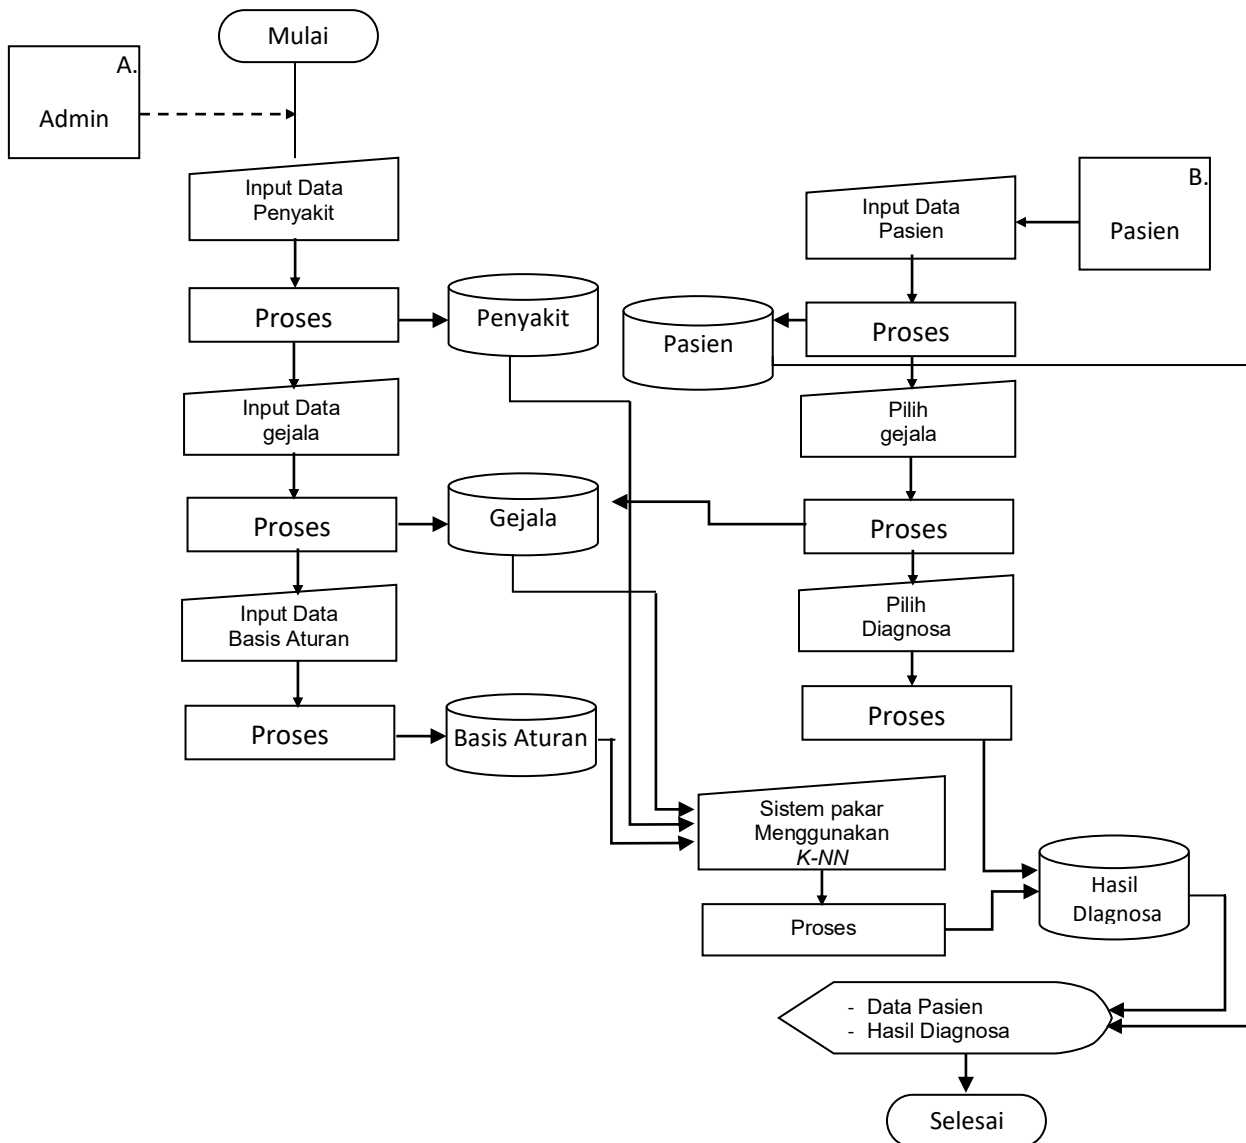 Mulai
A.
Admin
Input Data
Penyakit
Proses
Penyakit
Input Data
gejala
Proses
Gejala
Input Data
Basis Aturan
Proses
Basis Aturan
B.
Pasien
Input Data
Pasien
Proses
Pasien
Pilih
gejala
Proses
Pilih
Diagnosa
Proses
Sistem pakar
Menggunakan
K-NN
Proses
Hasil
DIagnosa
- Data Pasien
- Hasil Diagnosa
Selesai